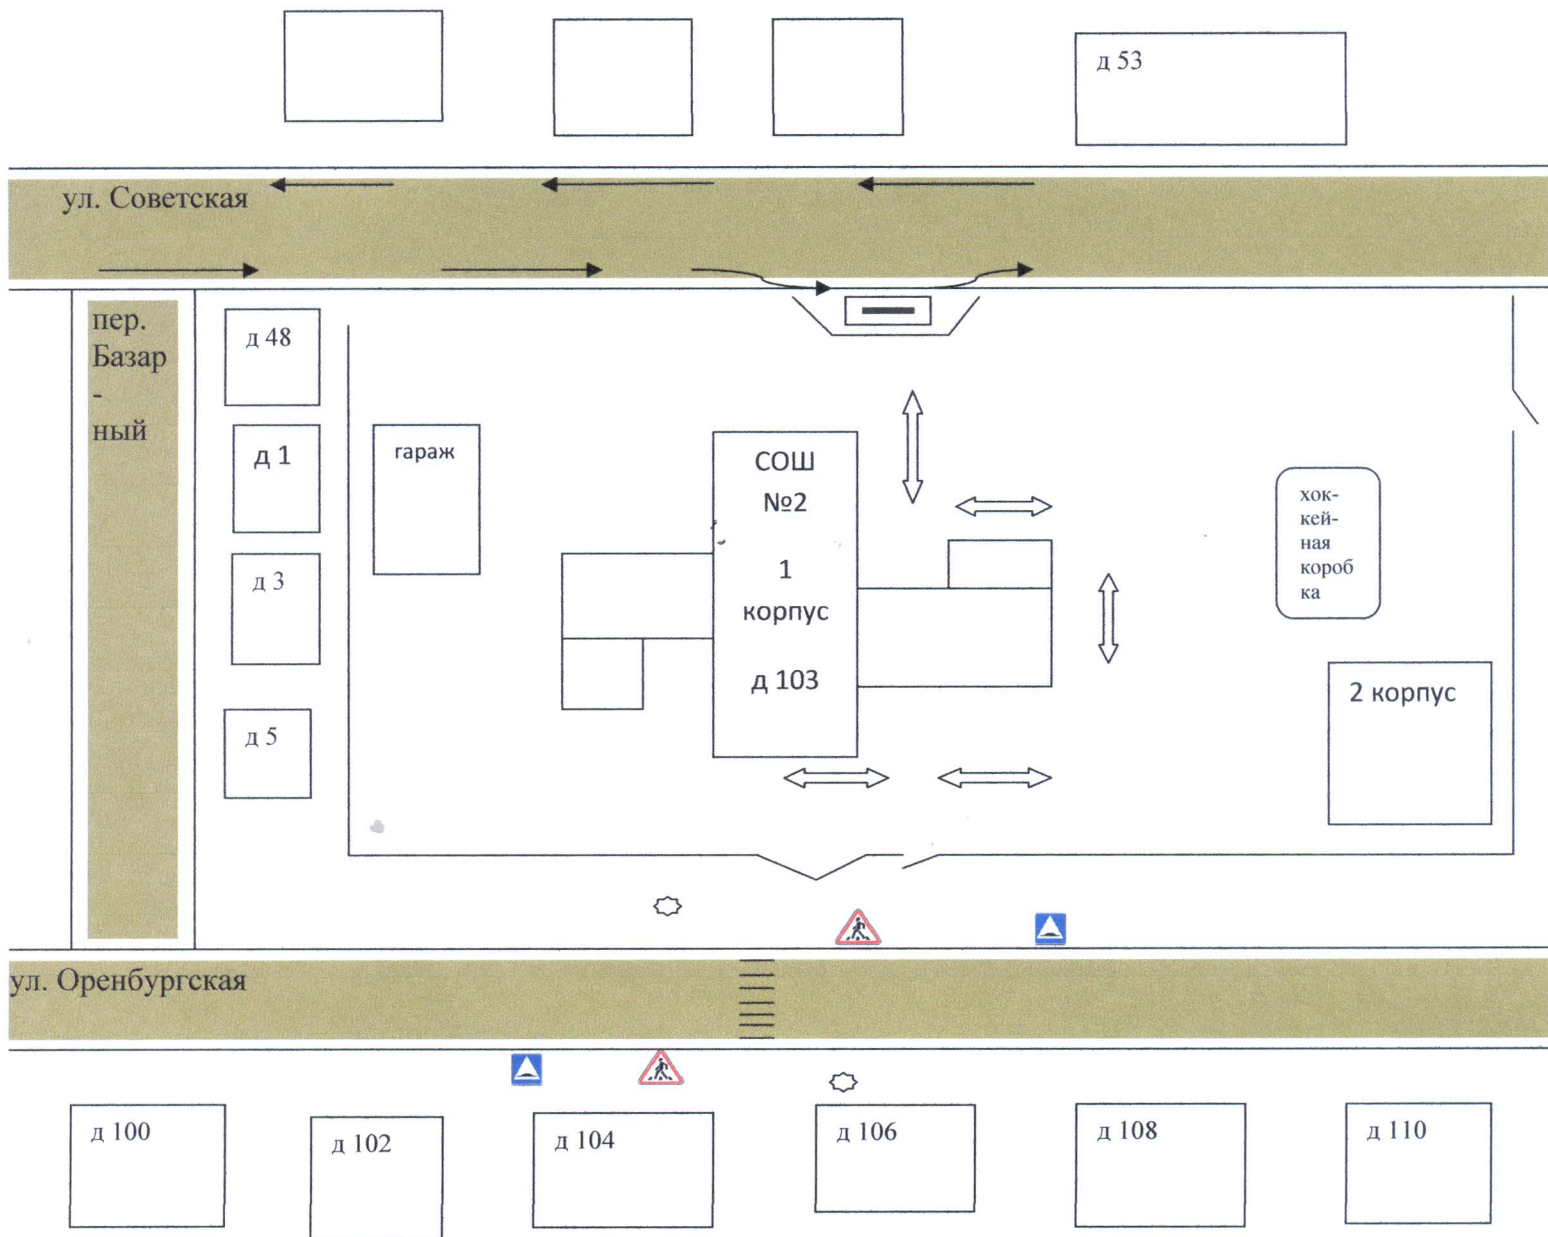 д 53
ул. Советская
пер.
Базар
-
ный
д 48
д 1
д 3
д 5
гараж
СОШ
№2
1
корпус
д 103
хок-
кей-
ная
короб
ка
2 корпус
ул. Оренбургская
д 100
д 102
д 104
д 106
д 108
д 110